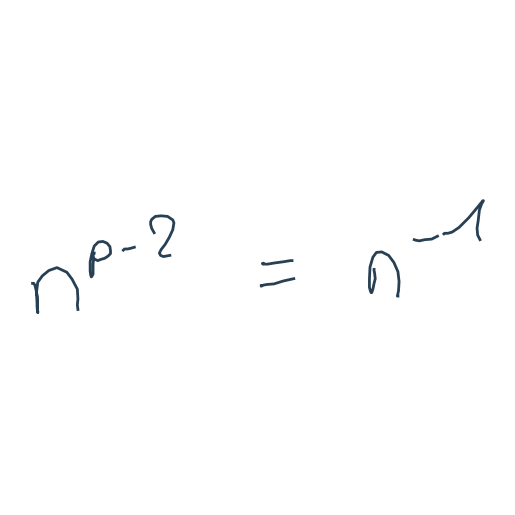 n^{p-2} = n^{-1}